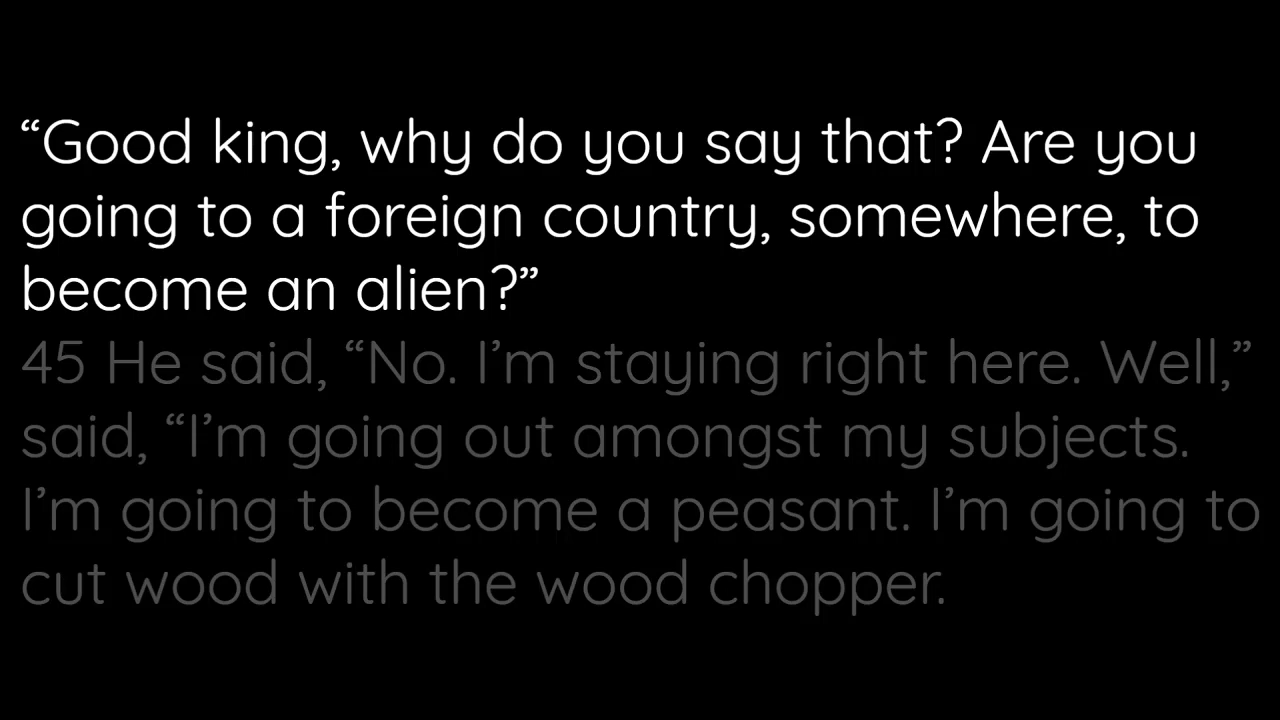 “Good king, why do you say that? Are you
going to a foreign country, somewhere, to
become an alien?”
45 He said, “No. I’m staying right here. Well,”
said, “I’m going out amongst my subjects.
I’m going to become a peasant. I’m going to
cut wood with the wood chopper.